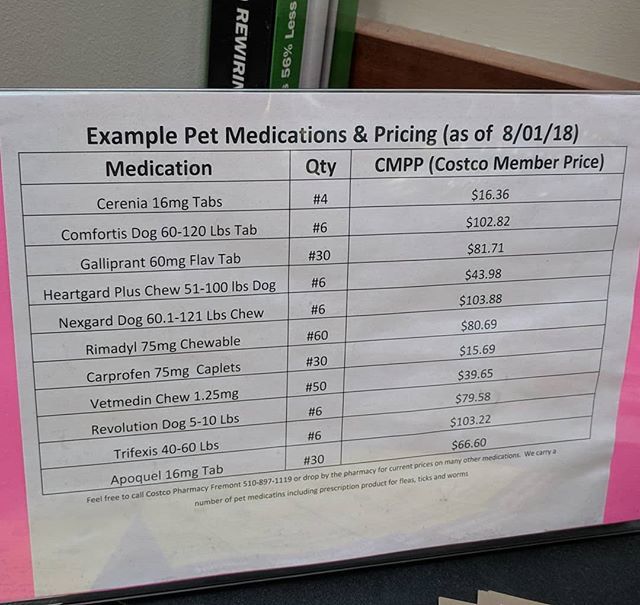 REWIRIN
56% Less
Example Pet Medications & Pricing (as of 8/01/18)
Medication Qty CMPP (Costco Member Price)
Cerenia 16mg Tabs #4 $16.36
Comfortis Dog 60-120 Lbs Tab #6 $102.82
Galliprant 60mg Flav Tab #30 $81.71
Heartgard Plus Chew 51-100 lbs Dog #6 $43.98
Nexgard Dog 60.1-121 Lbs Chew #6 $103.88
Rimadyl 75mg Chewable #60 $80.69
Carprofen 75mg Caplets #30 $15.69
Vetmedin Chew 1.25mg #50 $39.65
Revolution Dog 5-10 Lbs #6 $79.58
Trifexis 40-60 Lbs #6 $103.22
Apoquel 16mg Tab #30 $66.60
Feel free to call Costco Pharmacy Fremont 510-897-1119 or drop by the pharmacy for current prices on many other medications. We carry a
number of pet medicatins including prescription product for fleas, ticks and worms